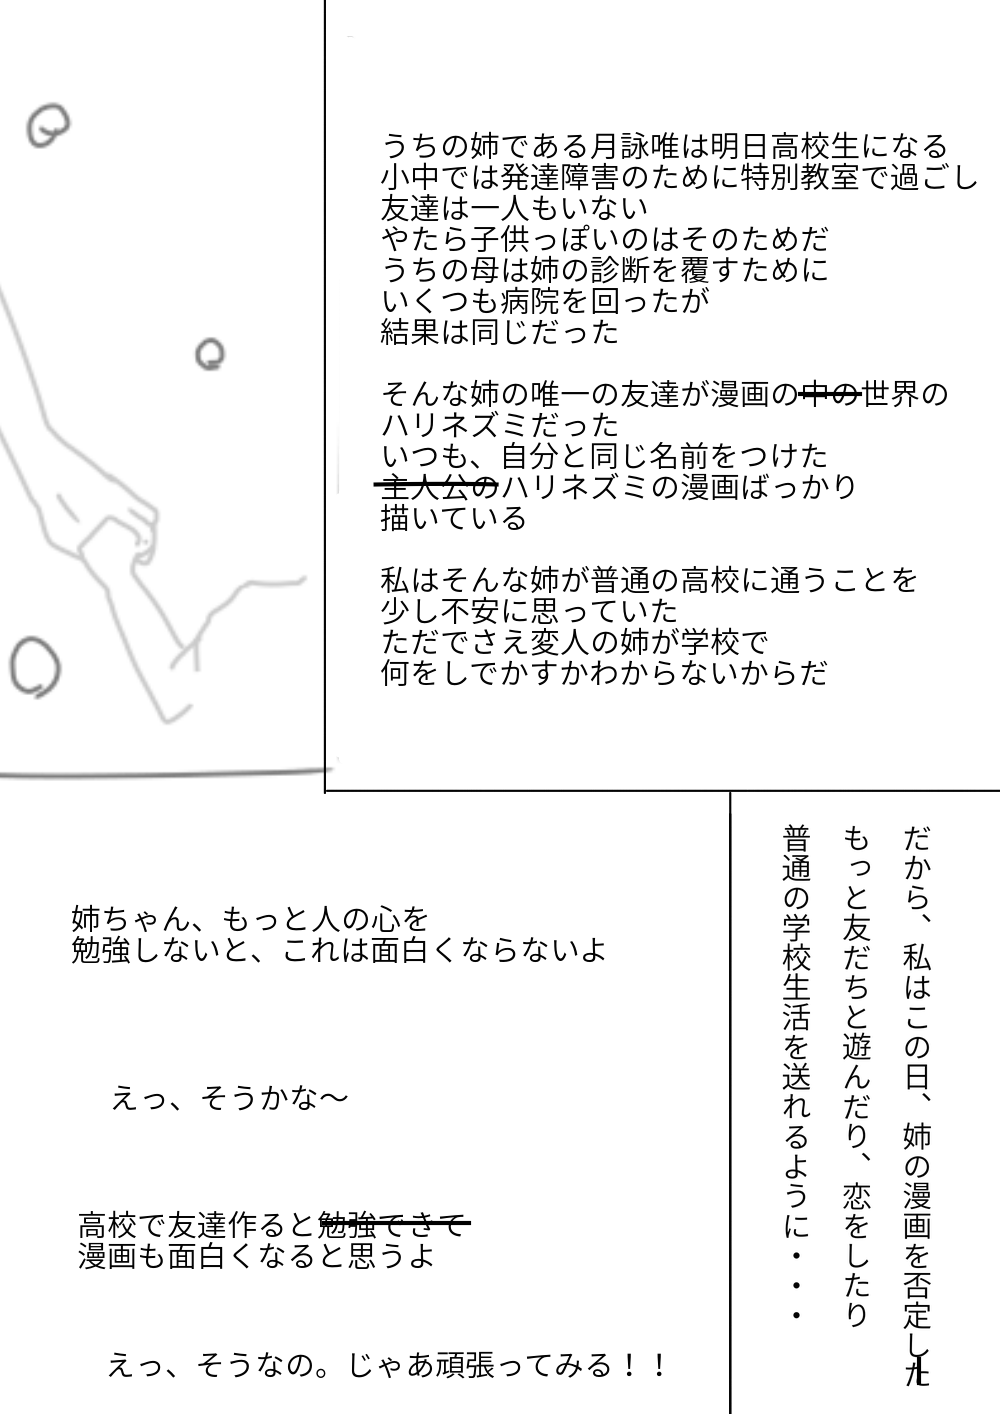 うちの姉である月詠唯は明日高校生になる
小中では発達障害のために特別教室で過ごし
友達は一人もいない
やたら子供っぽいのはそのためだ
うちの母は姉の診断を覆すために
いくつも病院を回ったが
結果は同じだった
そんな姉の唯一の友達が漫画の中の世界の
ハリネズミだった
いつも、自分と同じ名前をつけた
主人公のハリネズミの漫画ばっかり
描いている
私はそんな姉が普通の高校に通うことを
少し不安に思っていた
ただでさえ変人の姉が学校で
何をしでかすかわからないからだ
だから、私はこの日、姉の漫画を否定した
もっと友だちと遊んだり、恋をしたり
普通の学校生活を送れるように・・・
姉ちゃん、もっと人の心を
勉強しないと、これは面白くならないよ
えっ、そうかな～
高校で友達作ると勉強できて
漫画も面白くなると思うよ
えっ、そうなの。じゃあ頑張ってみる！！